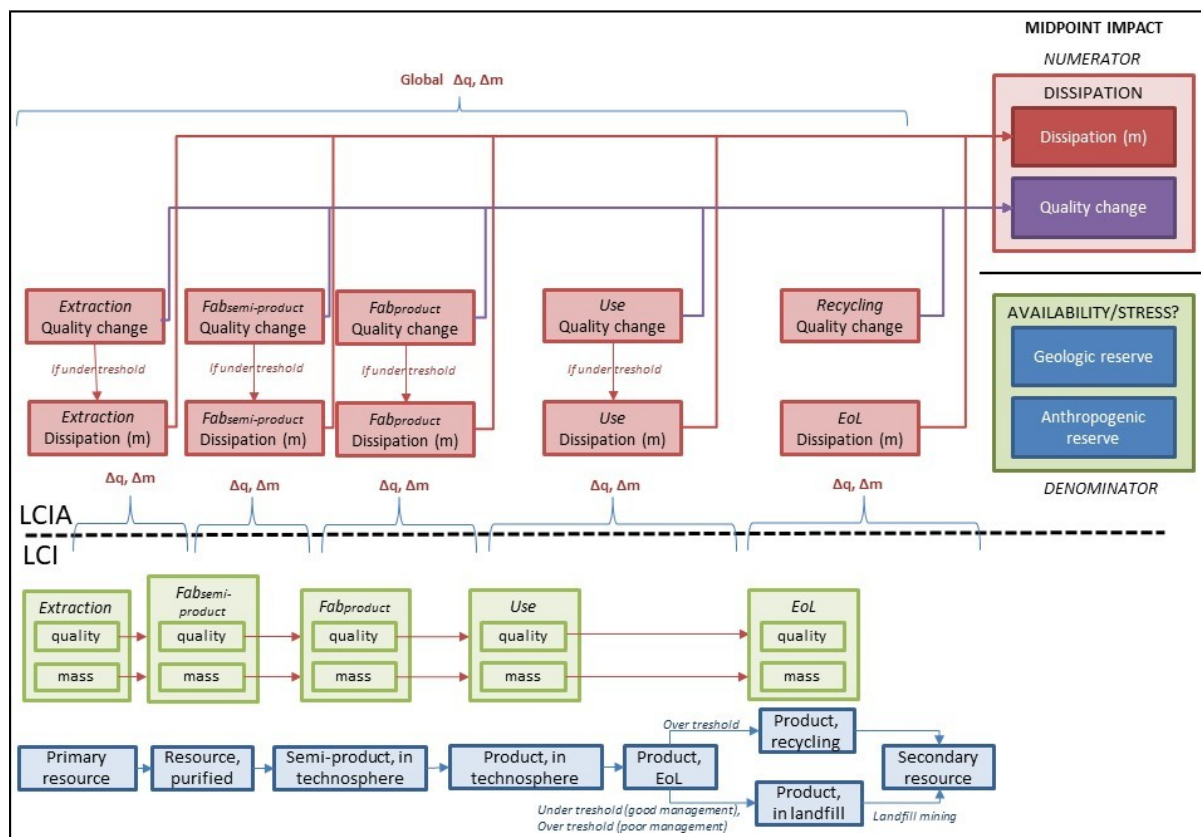 MIDPOINT IMPACT
NUMERATOR
Global Δq, Δm
DISSIPATION
Dissipation (m)
Quality change
Extraction
Quality change
Fabsemi-product
Quality change
Fabproduct
Quality change
Use
Quality change
Recycling
Quality change
If under treshold
If under treshold
If under treshold
If under treshold
Extraction
Dissipation (m)
Fabsemi-product
Dissipation (m)
Fabproduct
Dissipation (m)
Use
Dissipation (m)
EoL
Dissipation (m)
AVAILABILITY/STRESS?
Geologic reserve
Anthropogenic
reserve
DENOMINATOR
Δq, Δm
Δq, Δm
Δq, Δm
Δq, Δm
Δq, Δm
LCIA
LCI
Extraction
quality
mass
Fabsemi-
product
quality
mass
Fabproduct
quality
mass
Use
quality
mass
EoL
quality
mass
Primary
resource
Resource,
purified
Semi-product, in
technosphere
Product, in
technosphere
Product,
EoL
Over treshold
Product,
recycling
Under treshold (good management),
Over treshold (poor management)
Product,
in landfill
Landfill mining
Secondary
resource